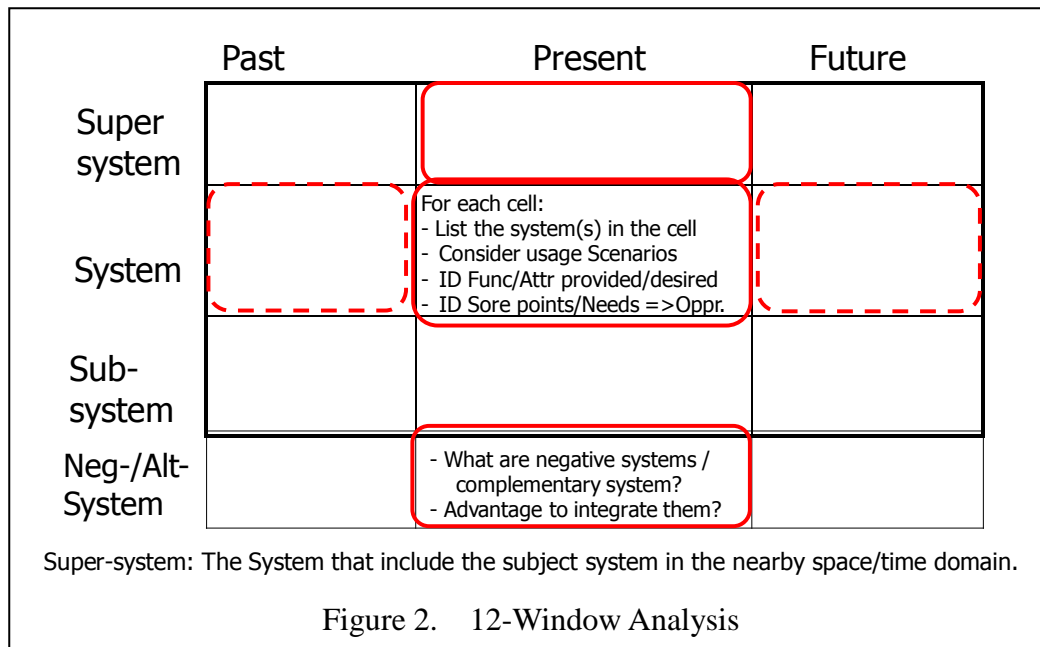 Past Present Future
Super
system
System
For each cell:
- List the system(s) in the cell
- Consider usage Scenarios
- ID Func/Attr provided/desired
- ID Sore points/Needs =>Oppr.
Sub-
system
Neg-/Alt-
System
- What are negative systems /
complementary system?
- Advantage to integrate them?
Super-system: The System that include the subject system in the nearby space/time domain.
Figure 2. 12-Window Analysis